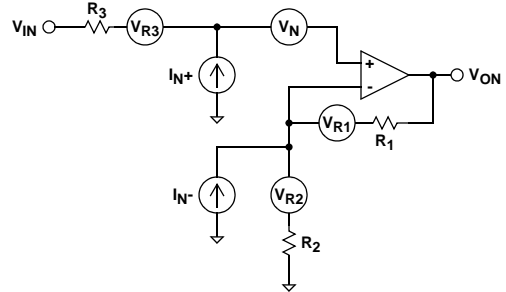 R3
VIN
VR3
VN
IN+
+
-
VON
VR1
R1
IN-
VR2
R2